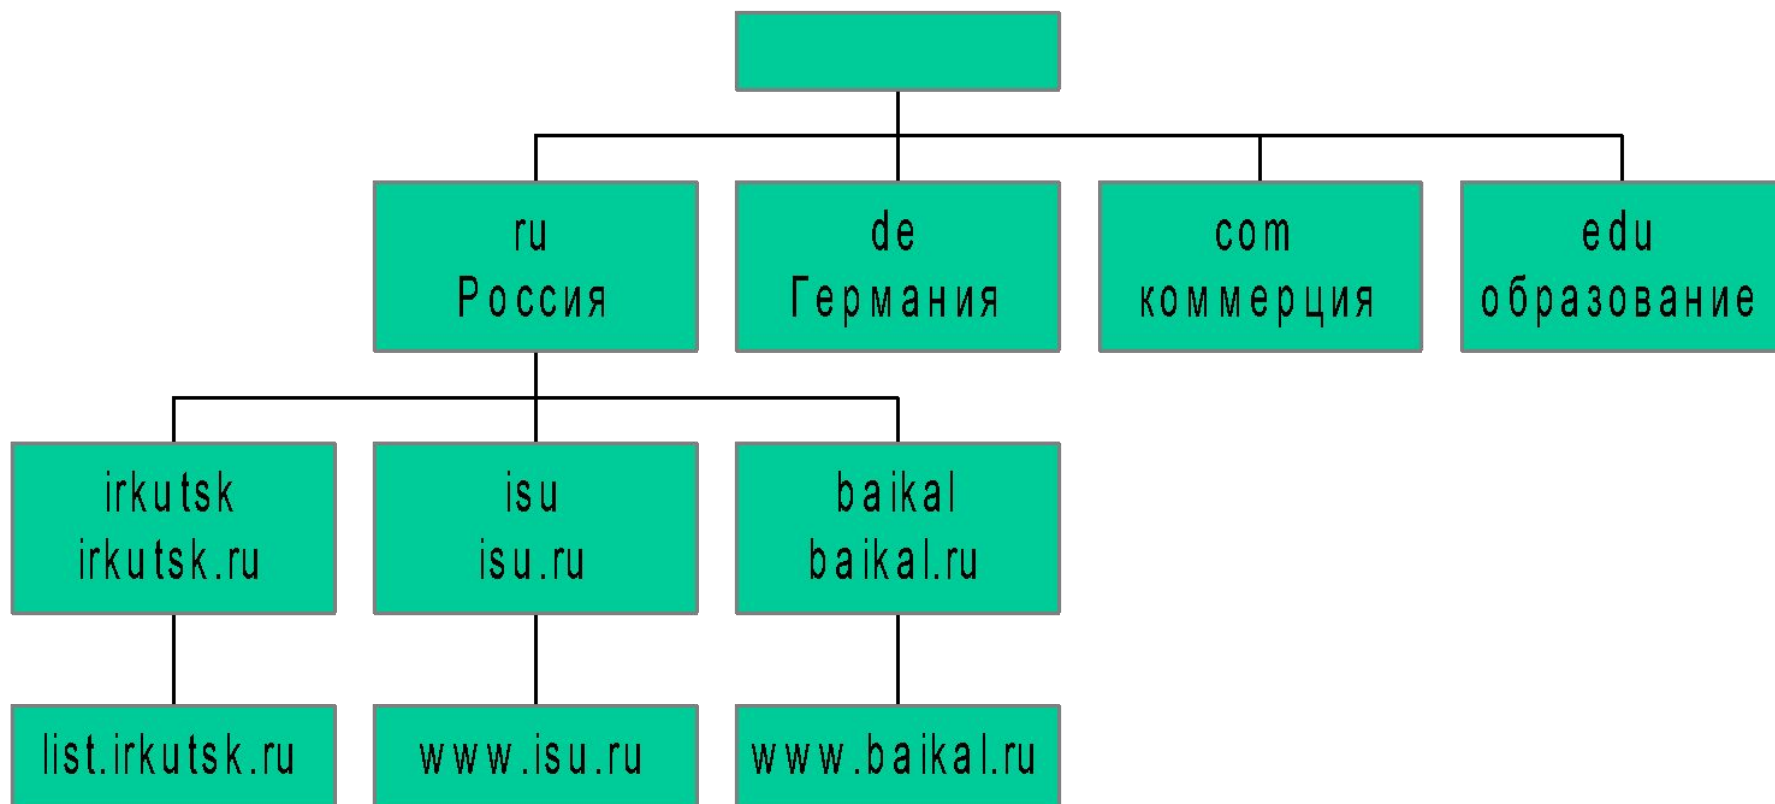 ru
Россия
de
Германия
com
коммерция
edu
образование
irkutsk
irkutsk.ru
isu
isu.ru
baikal
baikal.ru
list.irkutsk.ru
www.isu.ru
www.baikal.ru